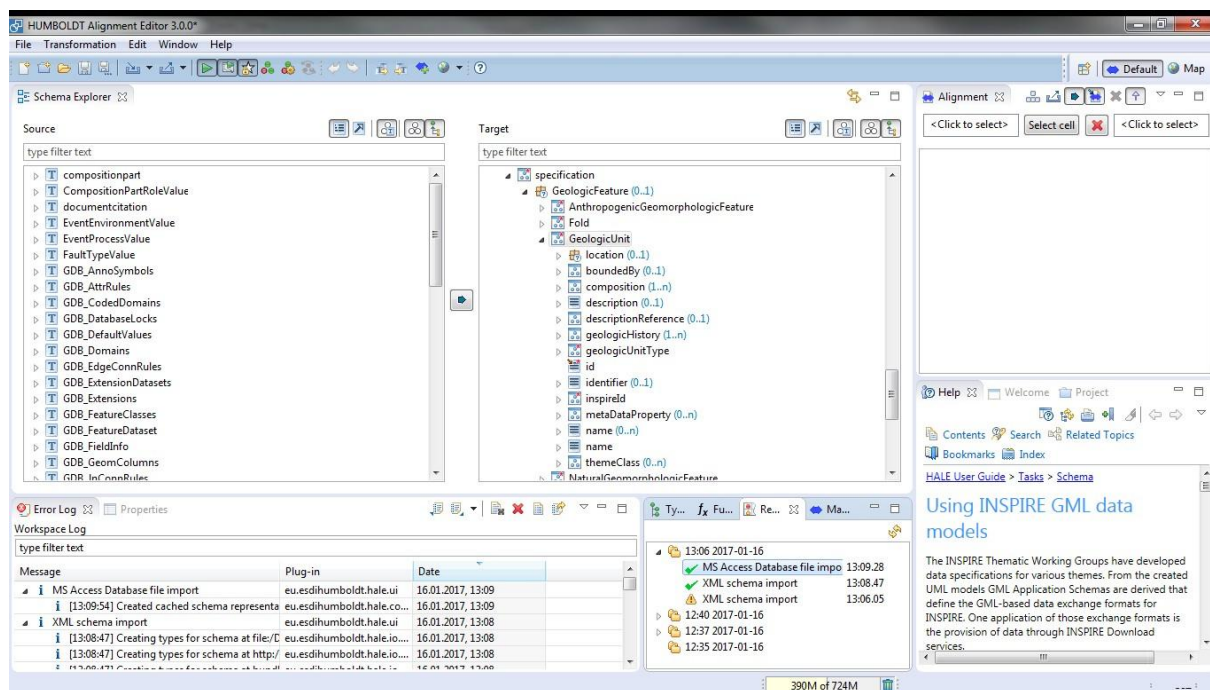 HUMBOLDT Alignment Editor 3.0.0*
File Transformation Edit Window Help
Default Map
Schema Explorer
Source
type filter text
compositionpart
CompositionPartRoleValue
documentcitation
EventEnvironmentValue
EventProcessValue
FaultTypeValue
GDB_AnnoSymbols
GDB_AttrRules
GDB_CodedDomains
GDB_DatabaseLocks
GDB_DefaultValues
GDB_Domains
GDB_EdgeConnRules
GDB_ExtensionDatasets
GDB_Extensions
GDB_FeatureClasses
GDB_FeatureDataset
GDB_FieldInfo
GDB_GeomColumns
GDB_JnConnRules
Target
type filter text
specification
GeologicFeature (0..1)
AnthropogenicGeomorphologicFeature
Fold
GeologicUnit
location (0..1)
boundedBy (0..1)
composition (1..n)
description (0..1)
descriptionReference (0..1)
geologicHistory (1..n)
geologicUnitType
id
identifier (0..1)
inspireId
metaDataProperty (0..n)
name (0..n)
name
themeClass (0..n)
NaturalGeomorphologicFeature
Alignment
<Click to select> Select cell <Click to select>
Help Welcome Project
Contents Search Related Topics
Bookmarks Index
HALE User Guide > Tasks > Schema
Using INSPIRE GML data
models
The INSPIRE Thematic Working Groups have developed
data specifications for various themes. From the created
UML models GML Application Schemas are derived that
define the GML-based data exchange formats for
INSPIRE. One application of those exchange formats is
the provision of data through INSPIRE Download
services.
Error Log Properties
Workspace Log
type filter text
Message Plug-in Date
MS Access Database file import eu.esdihumboldt.hale.ui 16.01.2017, 13:09
[13:09:54] Created cached schema representa eu.esdihumboldt.hale.co... 16.01.2017, 13:09
XML schema import eu.esdihumboldt.hale.ui 16.01.2017, 13:08
[13:08:47] Creating types for schema at file:/D eu.esdihumboldt.hale.io.... 16.01.2017, 13:08
[13:08:47] Creating types for schema at http:/ eu.esdihumboldt.hale.io.... 16.01.2017, 13:08
Ty... fx Fu... Re... Ma...
13:06 2017-01-16
MS Access Database file impo 13:09.28
XML schema import 13:08.47
XML schema import 13:06.05
12:40 2017-01-16
12:37 2017-01-16
12:35 2017-01-16
390M of 724M